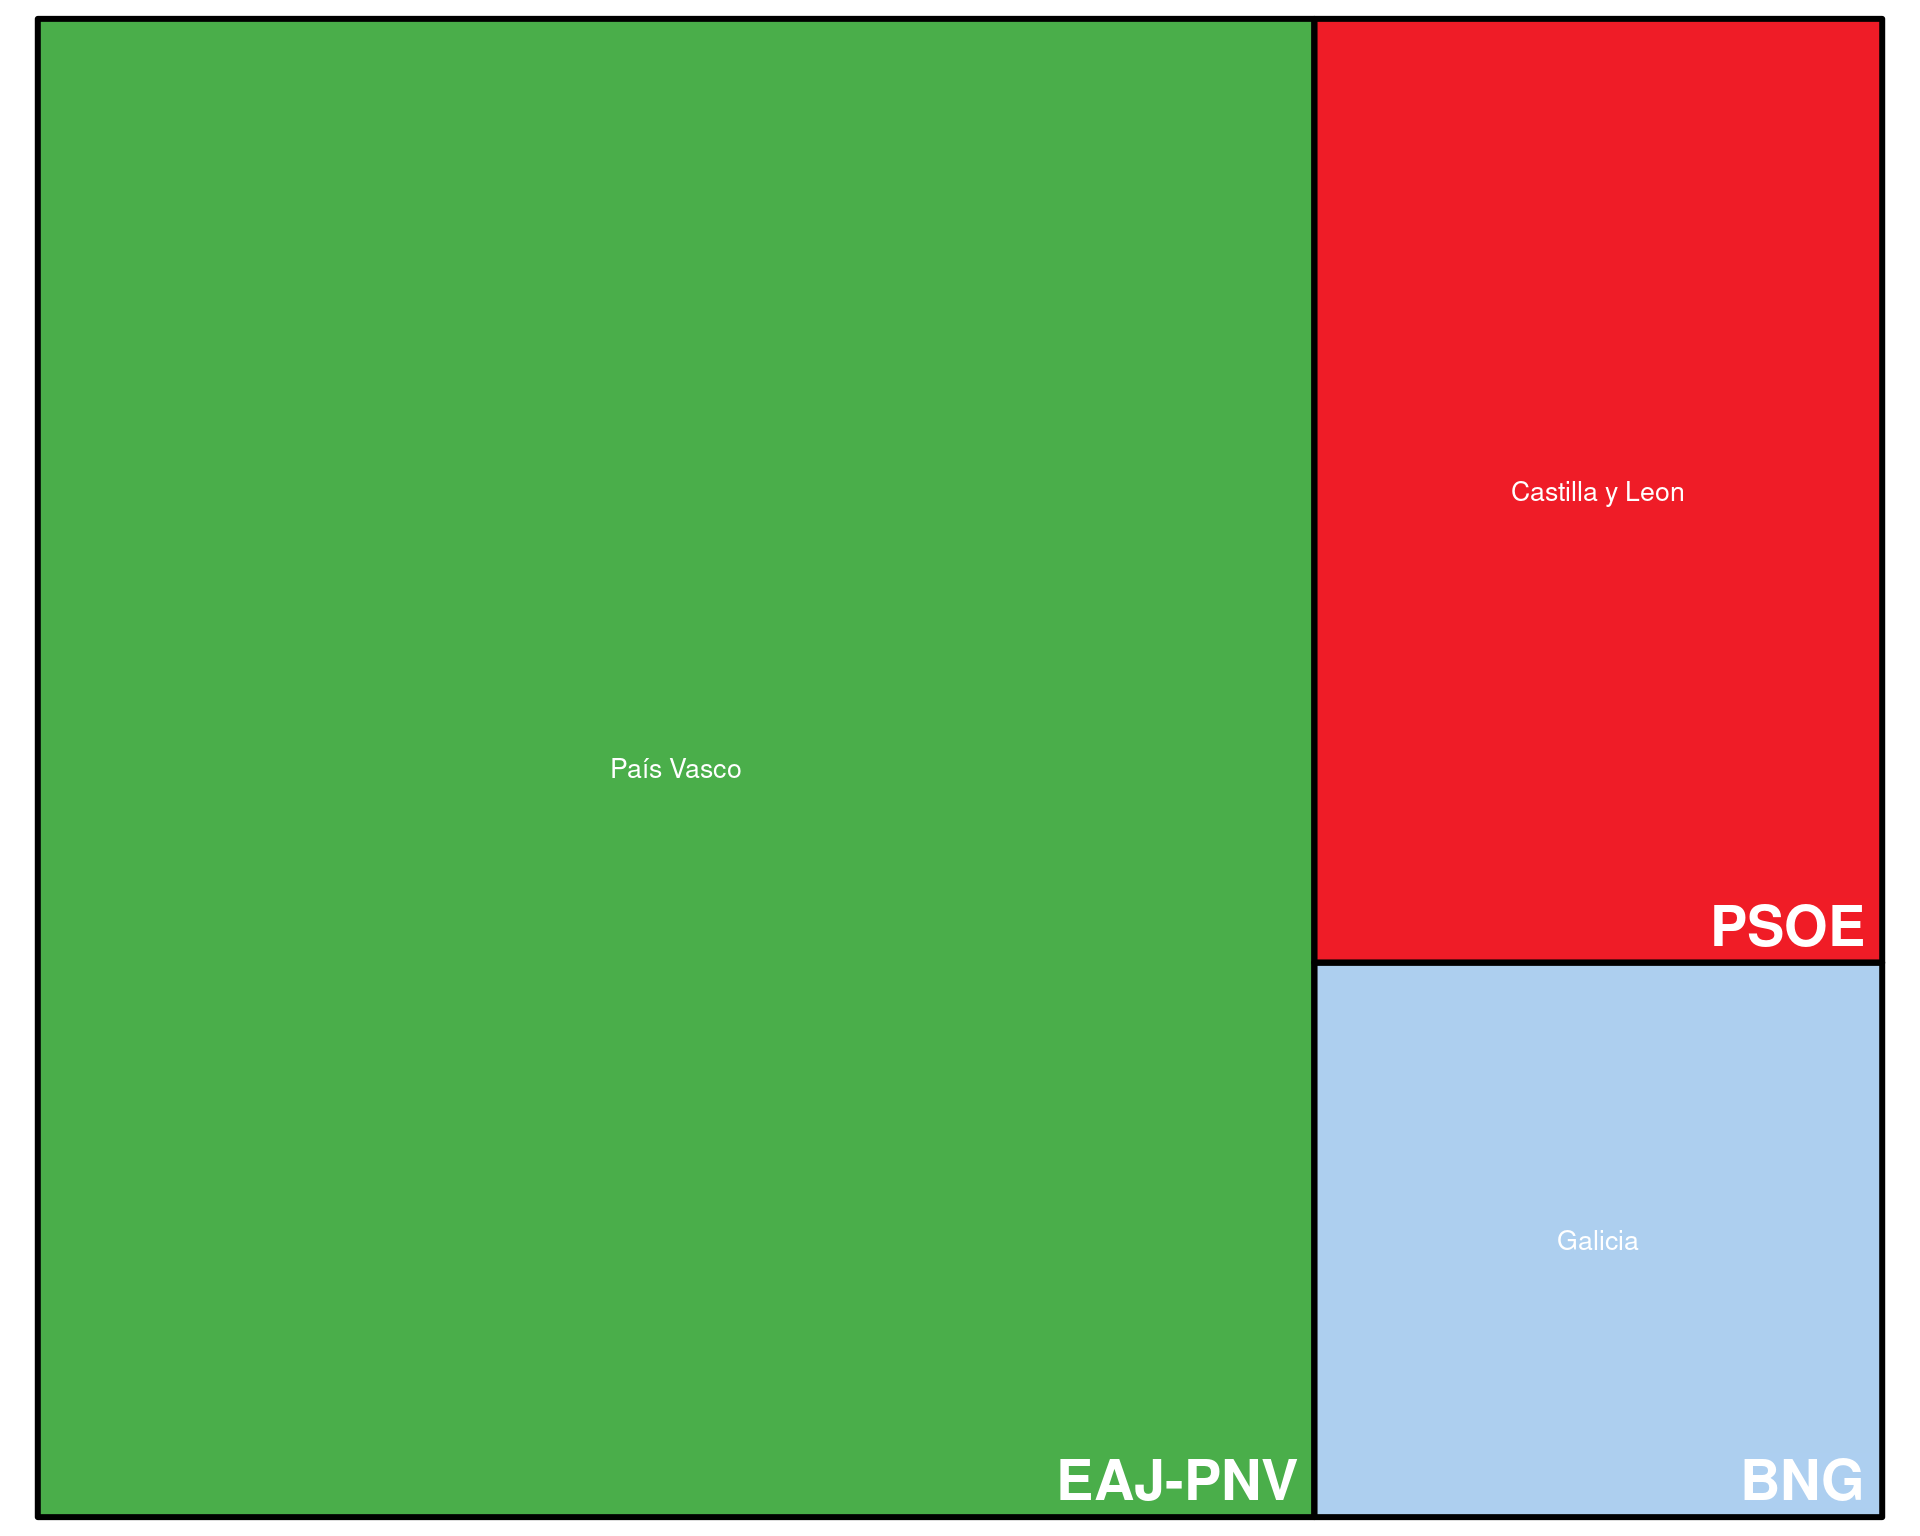 País Vasco
EAJ-PNV
Castilla y Leon
PSOE
Galicia
BNG